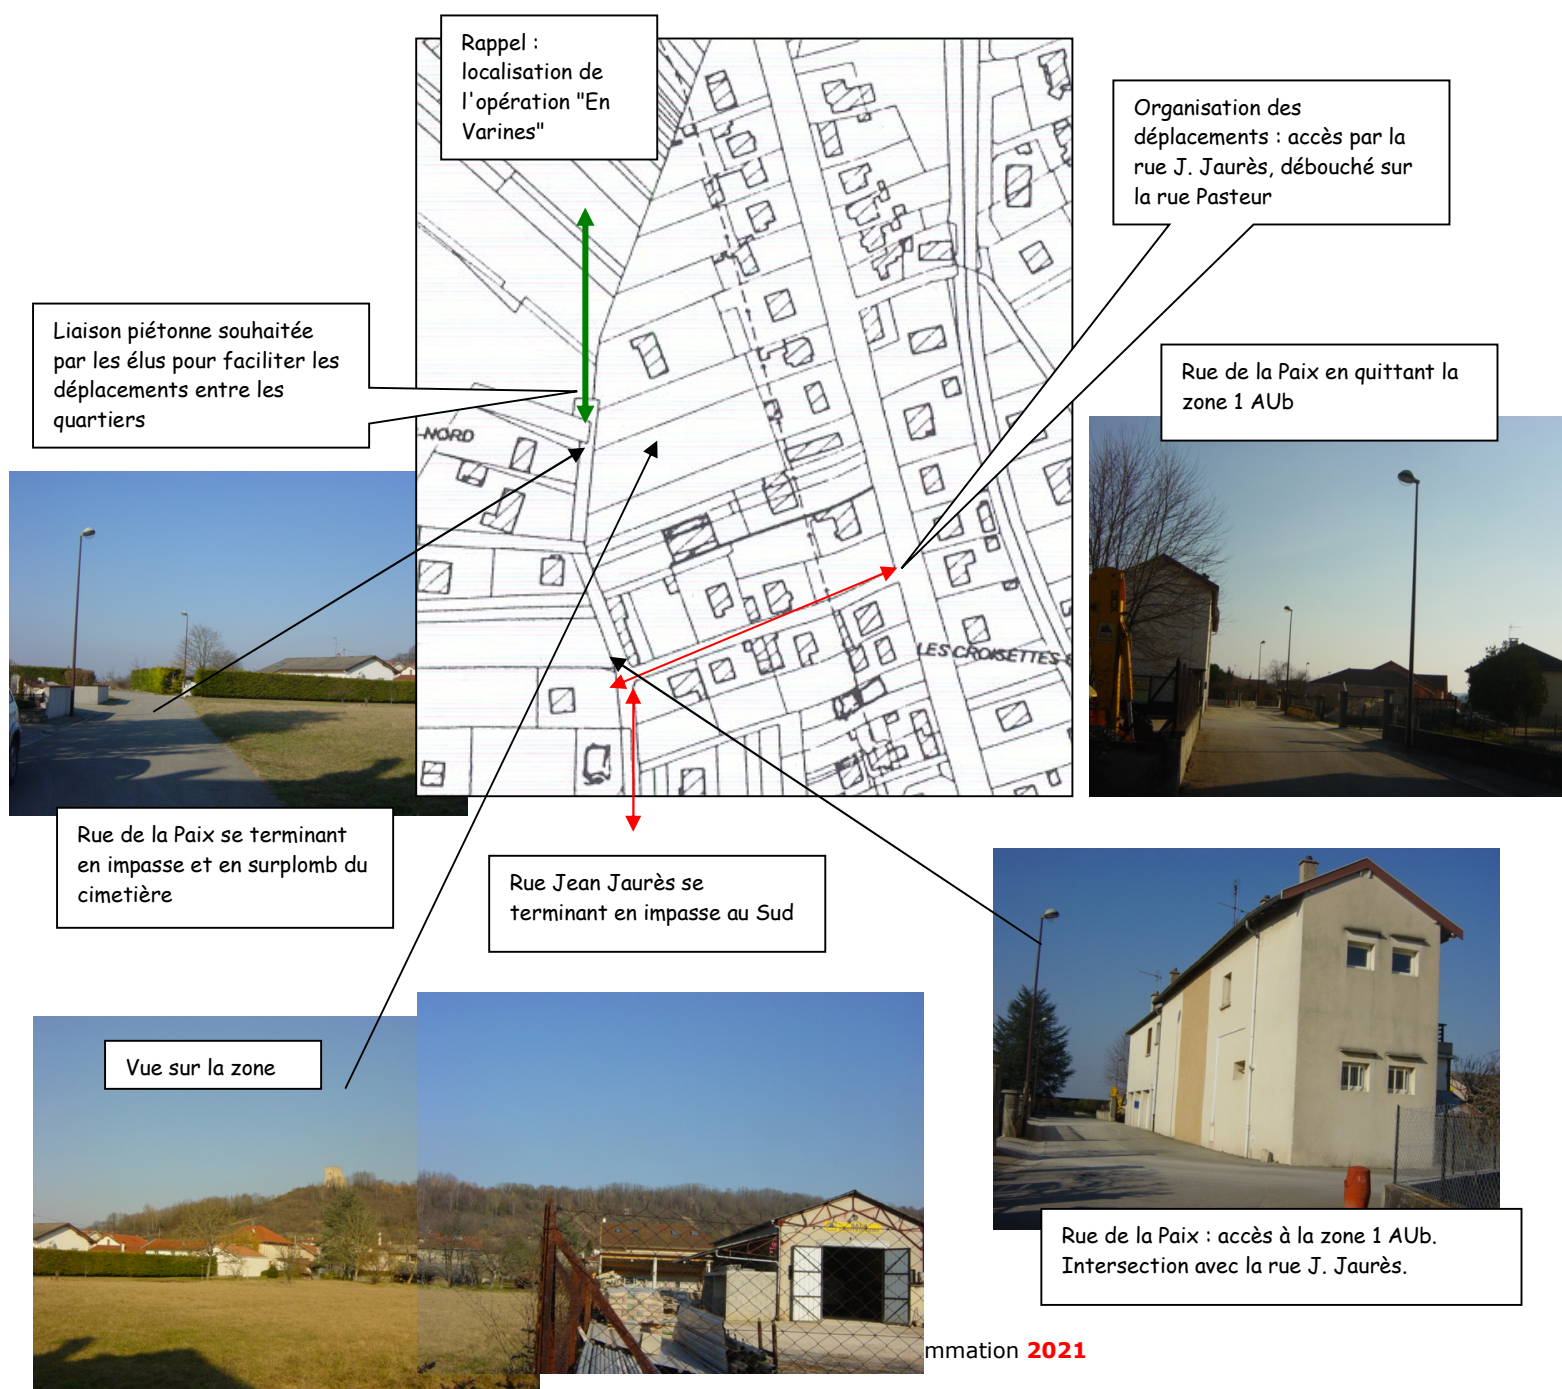 Rappel :
localisation de
l'opération "En
Varines"
Organisation des
déplacements : accès par la
rue J. Jaurès, débouché sur
la rue Pasteur
Liaison piétonne souhaitée
par les élus pour faciliter les
déplacements entre les
quartiers
Rue de la Paix en quittant la
zone 1 AUb
NORD
LES CROISETTES
Rue de la Paix se terminant
en impasse et en surplomb du
cimetière
Rue Jean Jaurès se
terminant en impasse au Sud
Vue sur la zone
Rue de la Paix : accès à la zone 1 AUb.
Intersection avec la rue J. Jaurès.
mmation 2021